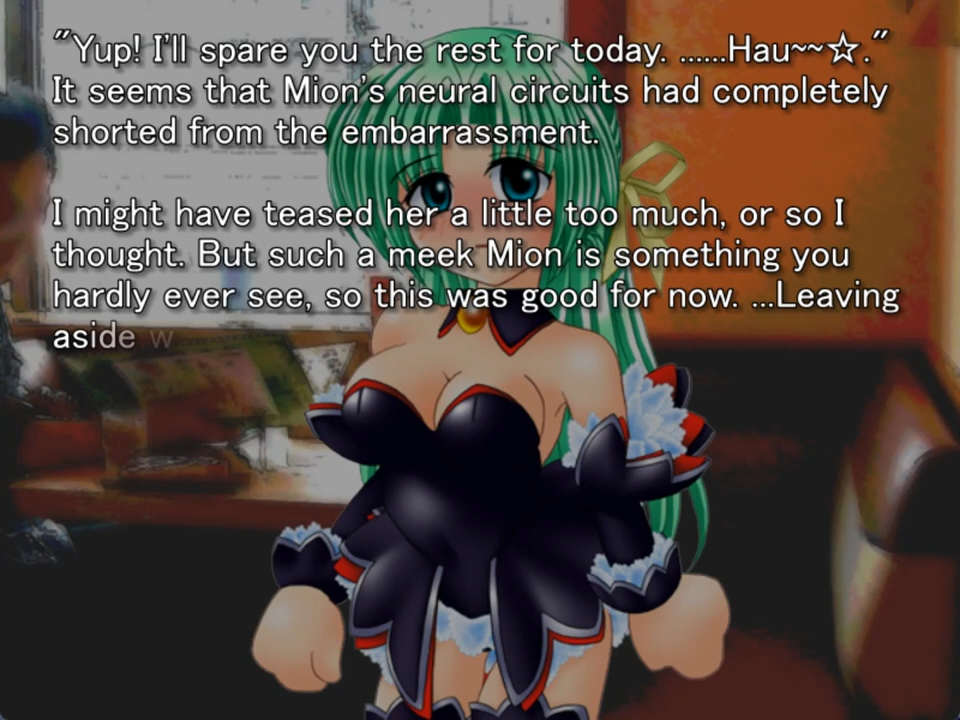 "Yup! I'll spare you the rest for today. ......Hau~~☆."
It seems that Mion's neural circuits had completely
shorted from the embarrassment.
I might have teased her a little too much, or so I
thought. But such a meek Mion is something you
hardly ever see, so this was good for now. ...Leaving
aside w